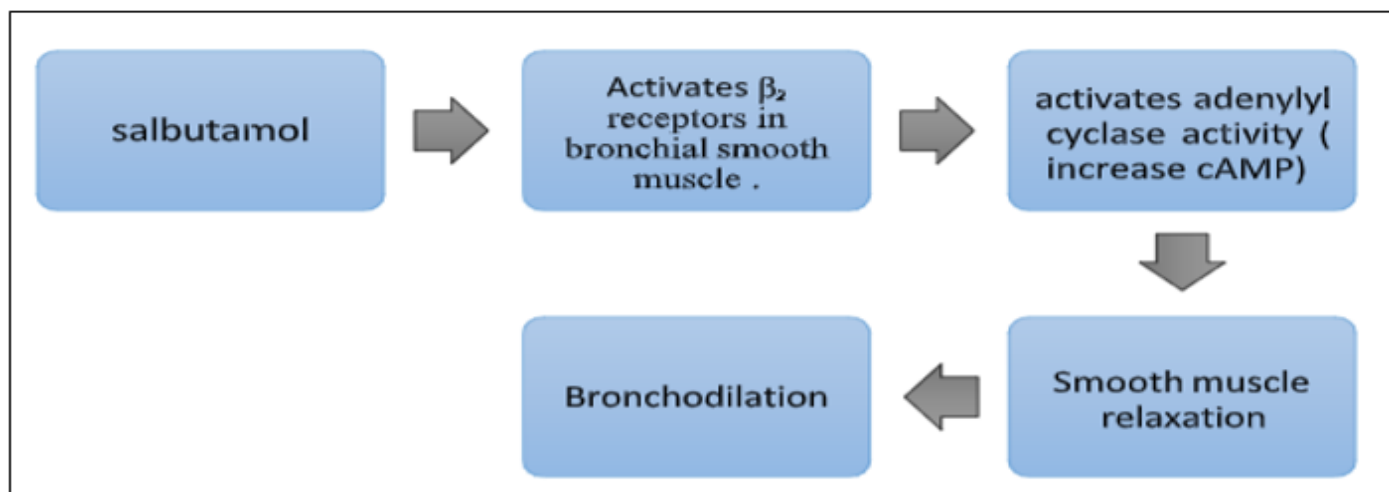 salbutamol
Activates β₂
receptors in
bronchial smooth
muscle .
activates adenylyl
cyclase activity (
increase cAMP)
Smooth muscle
relaxation
Bronchodilation